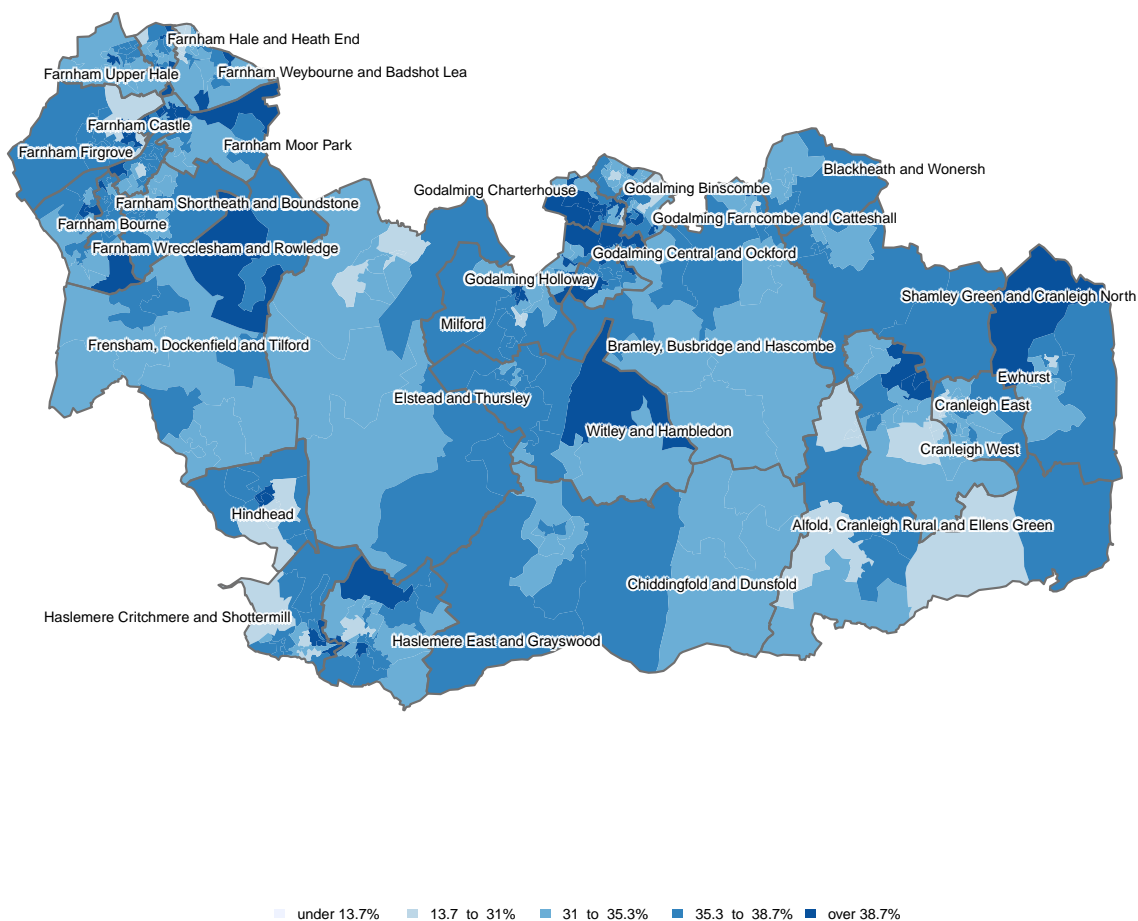 Farnham Hale and Heath End
Farnham Upper Hale
Farnham Weybourne and Badshot Lea
Farnham Castle
Farnham Moor Park
Farnham Firgrove
Blackheath and Wonersh
Godalming Charterhouse
Godalming Binscombe
Farnham Shortheath and Boundstone
Godalming Farncombe and Catteshall
Farnham Bourne
Farnham Wrecclesham and Rowledge
Godalming Central and Ockford
Godalming Holloway
Shamley Green and Cranleigh North
Milford
Frensham, Dockenfield and Tilford
Bramley, Busbridge and Hascombe
Ewhurst
Elstead and Thursley
Cranleigh East
Witley and Hambledon
Cranleigh West
Hindhead
Alfold, Cranleigh Rural and Ellens Green
Chiddingfold and Dunsfold
Haslemere Critchmere and Shottermill
Haslemere East and Grayswood
under 13.7% 13.7 to 31% 31 to 35.3% 35.3 to 38.7% over 38.7%